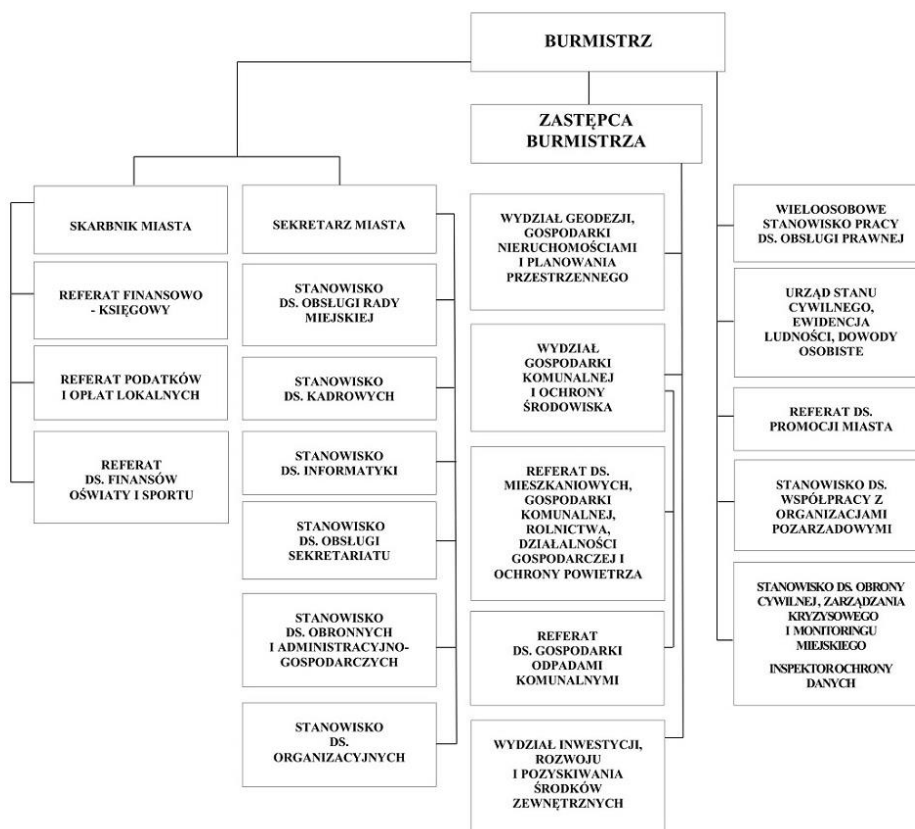 BURMISTRZ
ZASTĘPCA
BURMISTRZA
SKARBNIK MIASTA
REFERAT FINANSOWO
- KSIĘGOWY
REFERAT PODATKÓW
I OPŁAT LOKALNYCH
REFERAT
DS. FINANSÓW
OŚWIATY I SPORTU
SEKRETARZ MIASTA
STANOWISKO
DS. OBSŁUGI RADY
MIEJSKIEJ
STANOWISKO
DS. KADROWYCH
STANOWISKO
DS. INFORMATYKI
STANOWISKO
DS. OBSŁUGI
SEKRETARIATU
STANOWISKO
DS. OBRONNYCH
I ADMINISTRACYJNO-
GOSPODARCZYCH
STANOWISKO
DS.
ORGANIZACYJNYCH
WYDZIAŁ GEODEZJI,
GOSPODARKI
NIERUCHOMOŚCIAMI
I PLANOWANIA
PRZESTRZENNEGO
WYDZIAŁ
GOSPODARKI
KOMUNALNEJ
I OCHRONY
ŚRODOWISKA
REFERAT DS.
MIESZKANIOWYCH,
GOSPODARKI
KOMUNALNEJ,
ROLNICTWA,
DZIAŁALNOŚCI
GOSPODARCZEJ I
OCHRONY POWIETRZA
REFERAT
DS. GOSPODARKI
ODPADAMI
KOMUNALNYMI
WYDZIAŁ INWESTYCJI,
ROZWOJU
I POZYSKIWANIA
ŚRODKÓW
ZEWNĘTRZNYCH
WIELOOSOBOWE
STANOWISKO PRACY
DS. OBSŁUGI PRAWNEJ
URZĄD STANU
CYWILNEGO,
EWIDENCJA
LUDNOŚCI, DOWODY
OSOBISTE
REFERAT DS.
PROMOCJI MIASTA
STANOWISKO DS.
WSPÓŁPRACY Z
ORGANIZACJAMI
POZARZADOWYMI
STANOWISKO DS. OBRONY
CYWILNEJ, ZARZĄDZANIA
KRYZYSOWEGO
I MONITORINGU
MIEJSKIEGO
INSPEKTOR OCHRONY
DANYCH